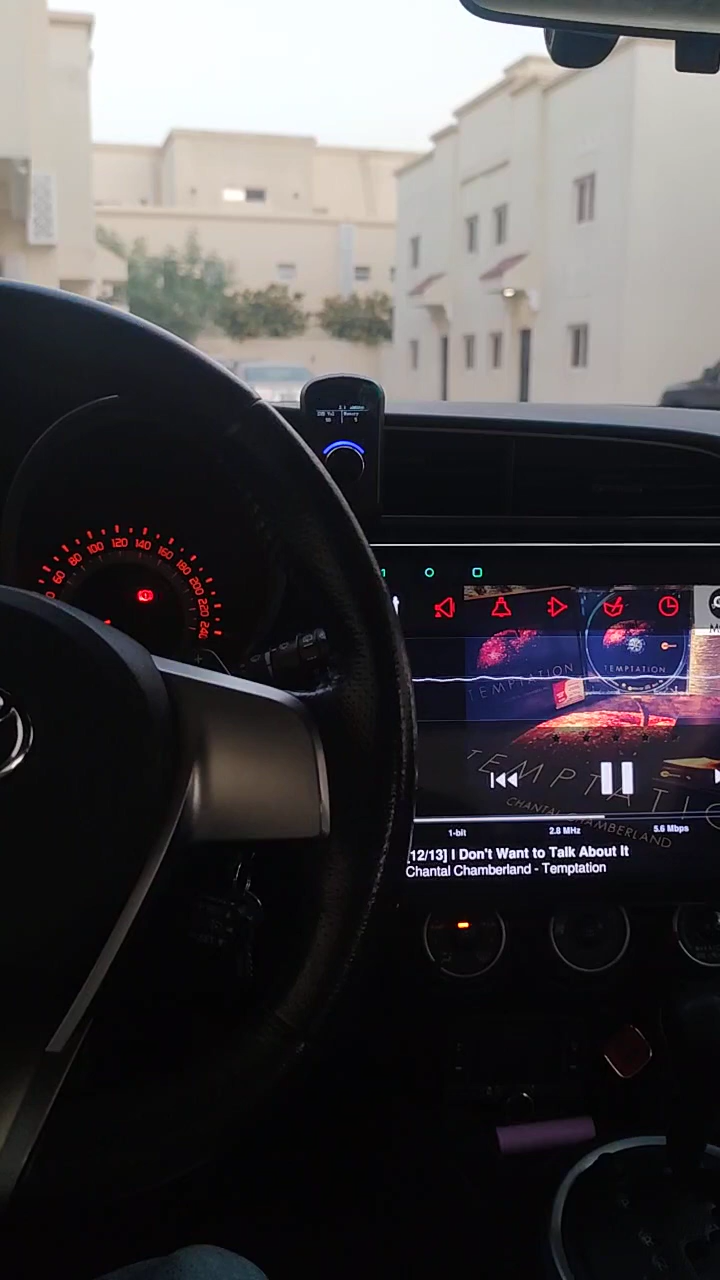 60 80 100 120 140 160 180 200 220 240
TEMPTATION
TEMPTATION
TEMPTATIO
CHANTAL CHAMBERLAND
1-bit 2.8 MHz 5.6 Mbps
[12/13] I Don't Want to Talk About It
Chantal Chamberland - Temptation